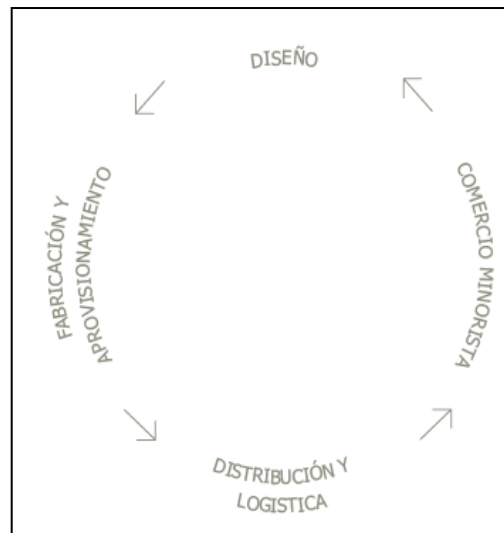 DISEÑO
FABRICACIÓN Y
APROVISIONAMIENTO
DISTRIBUCIÓN Y
LOGISTICA
COMERCIO MINORISTA